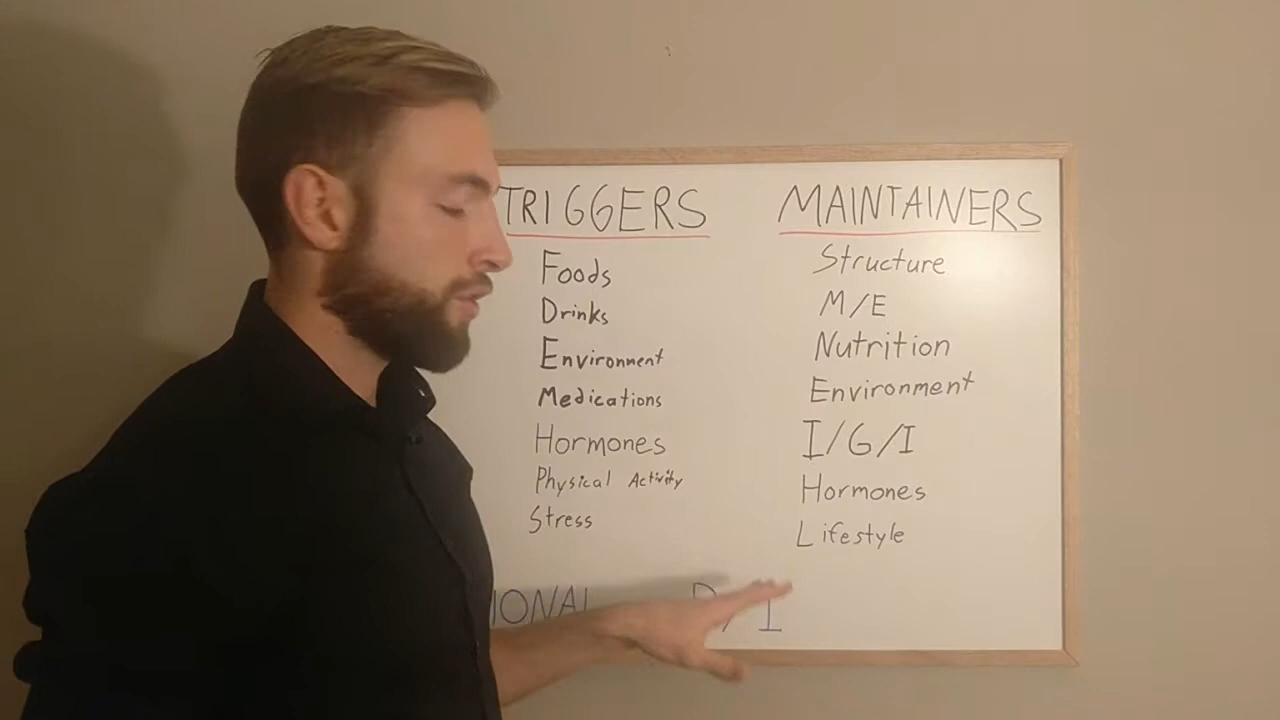 TRIGGERS
Foods
Drinks
Environment
Medications
Hormones
Physical Activity
Stress
MAINTAINERS
Structure
M/E
Nutrition
Environment
I/G/I
Hormones
Lifestyle